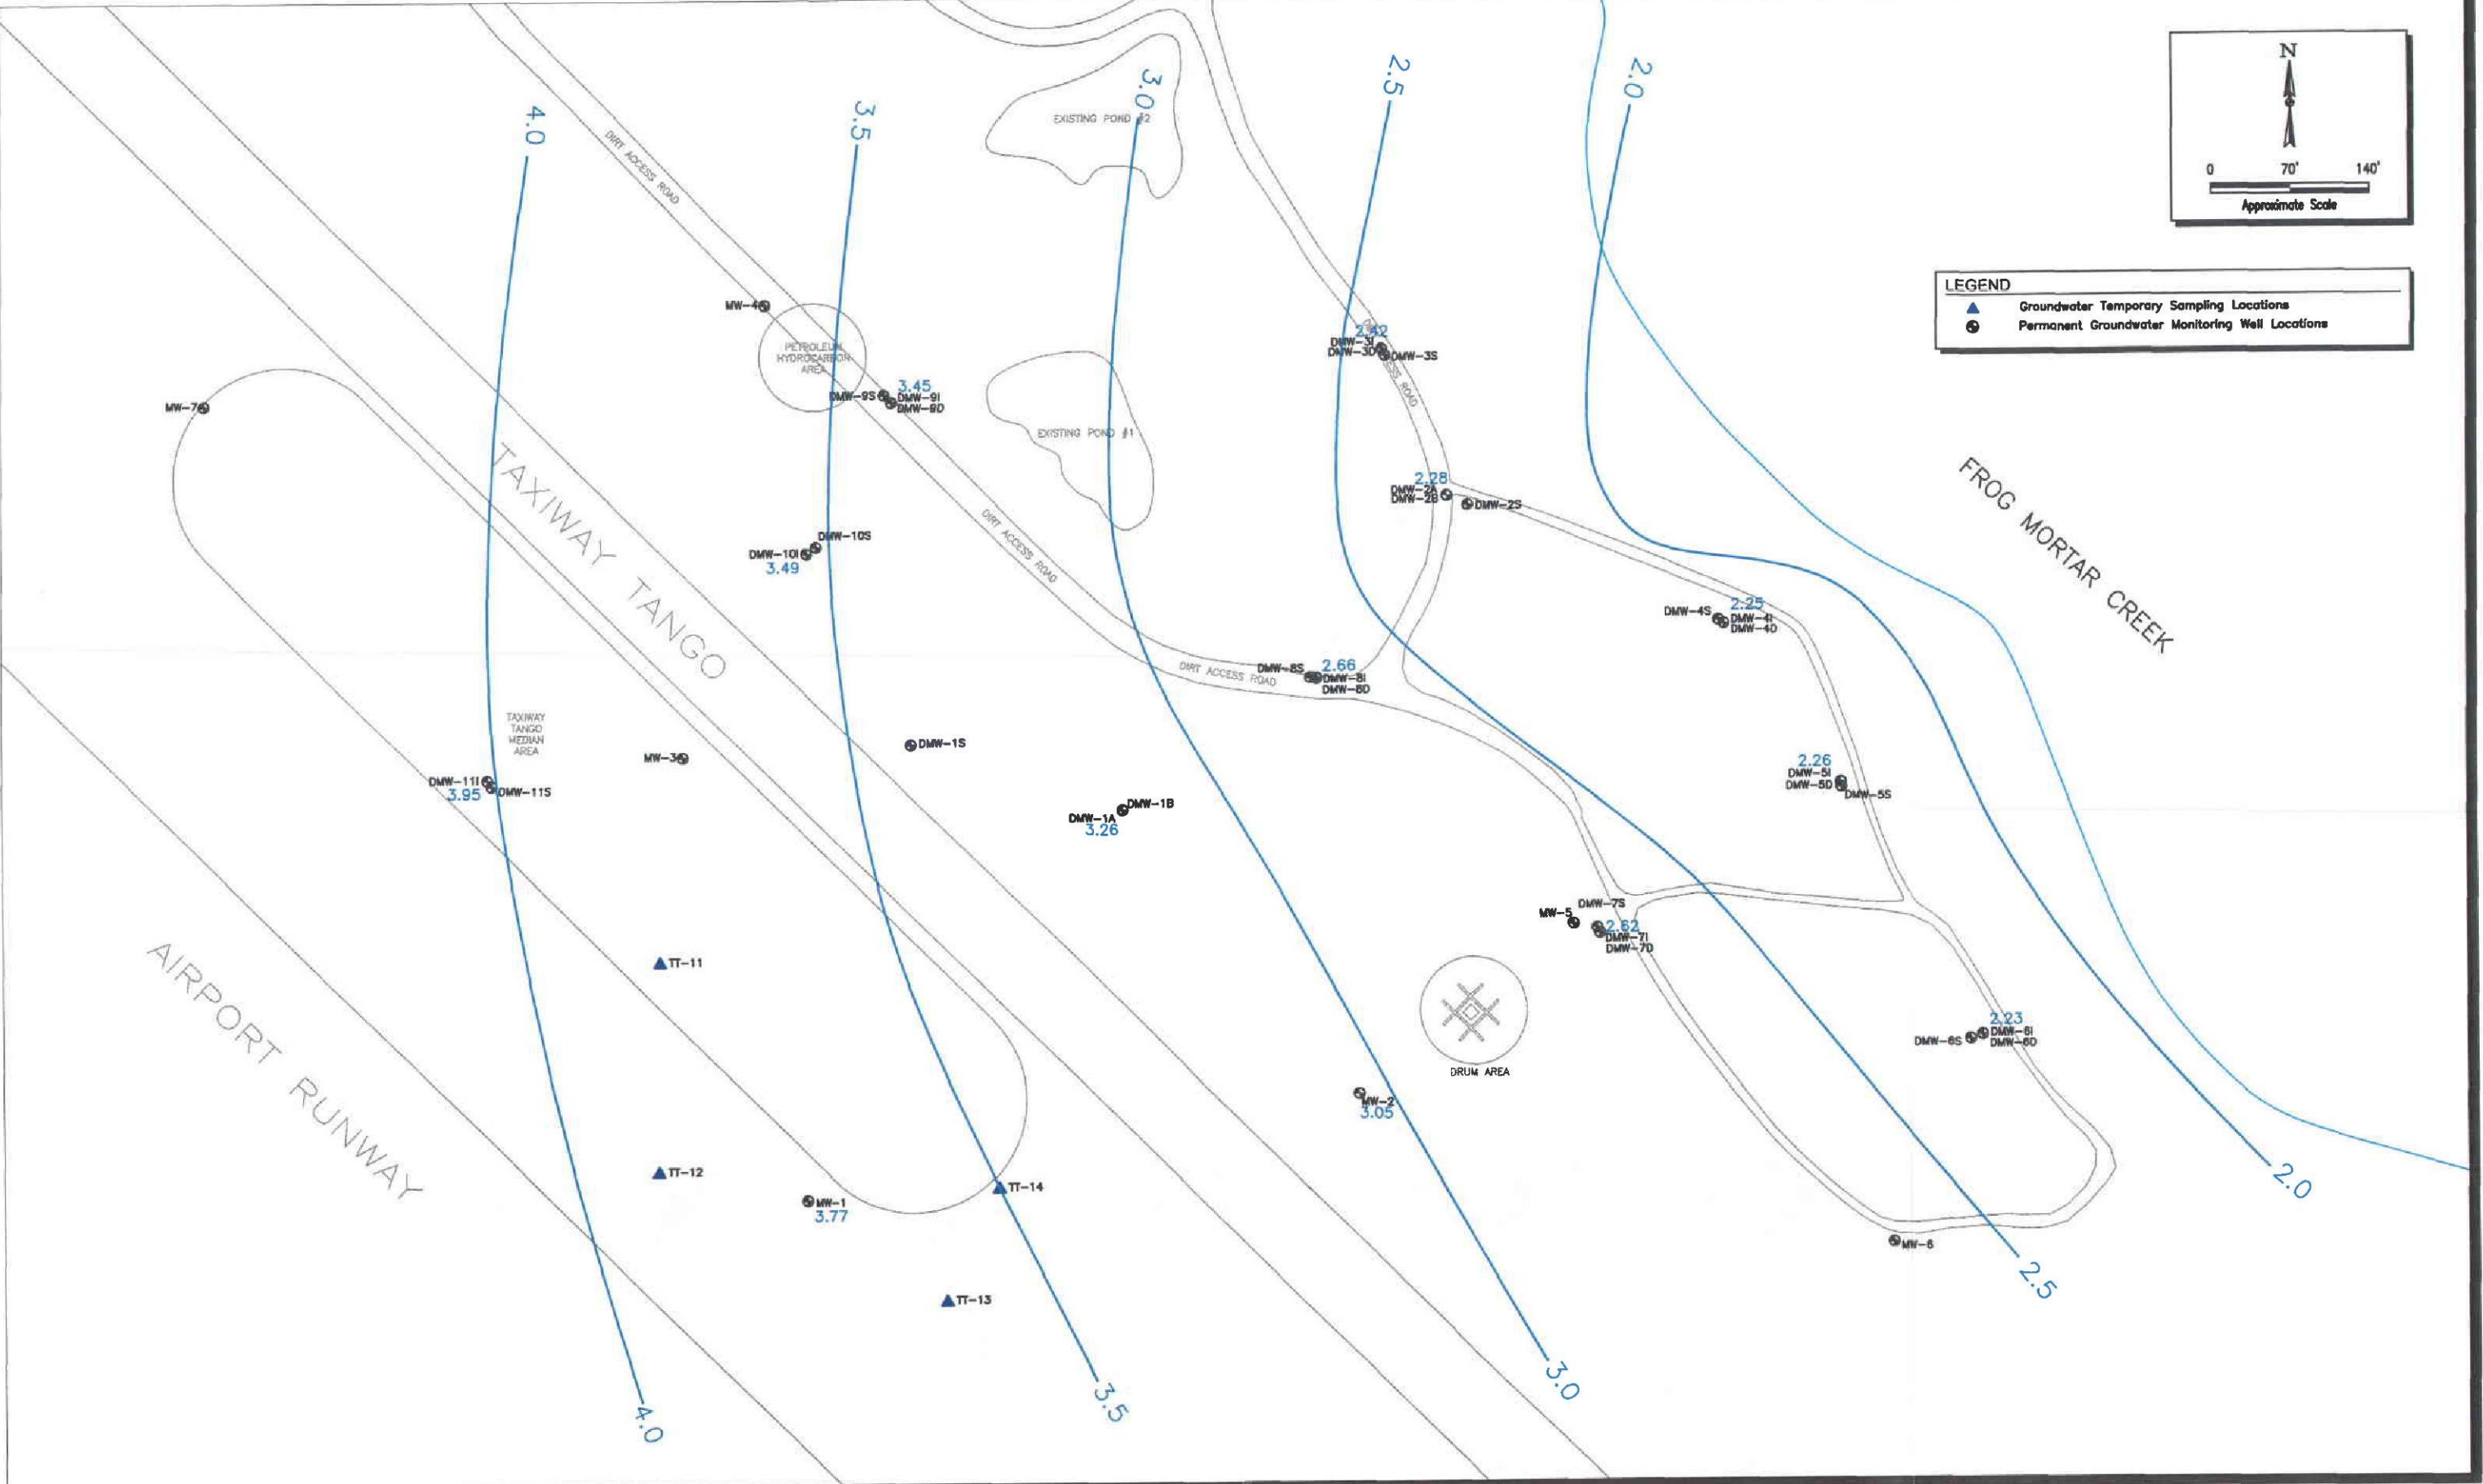 N
0 70' 140'
Approximate Scale
LEGEND
Groundwater Temporary Sampling Locations
Permanent Groundwater Monitoring Well Locations
4.0
3.5
3.0
2.5
2.0
EXISTING POND #2
DIRT ACCESS ROAD
MW-4
PETROLEUM
HYDROCARBON
AREA
2.42
DMW-3I
DMW-3D
DMW-3S
ACCESS ROAD
MW-7
DMW-9S
3.45
DMW-9I
DMW-9D
EXISTING POND #1
TAXIWAY TANGO
DIRT ACCESS ROAD
2.28
DMW-2A
DMW-2B
DMW-2S
FROG MORTAR CREEK
DMW-10S
DMW-10I
3.49
DMW-4S
2.25
DMW-4I
DMW-4D
DIRT ACCESS ROAD
DMW-8S
2.66
DMW-8I
DMW-8D
TAXIWAY
TANGO
MEDIAN
AREA
MW-3
DMW-1S
DMW-11I
DMW-11S
3.95
DMW-1B
DMW-1A
3.26
2.26
DMW-5I
DMW-5D
DMW-5S
MW-5
DMW-7S
2.62
DMW-7I
DMW-7D
AIRPORT RUNWAY
TT-11
2.23
DMW-6S
DMW-6I
DMW-6D
DRUM AREA
MW-2
3.05
TT-12
MW-1
3.77
TT-14
TT-13
MW-6
2.0
2.5
3.0
3.5
4.0